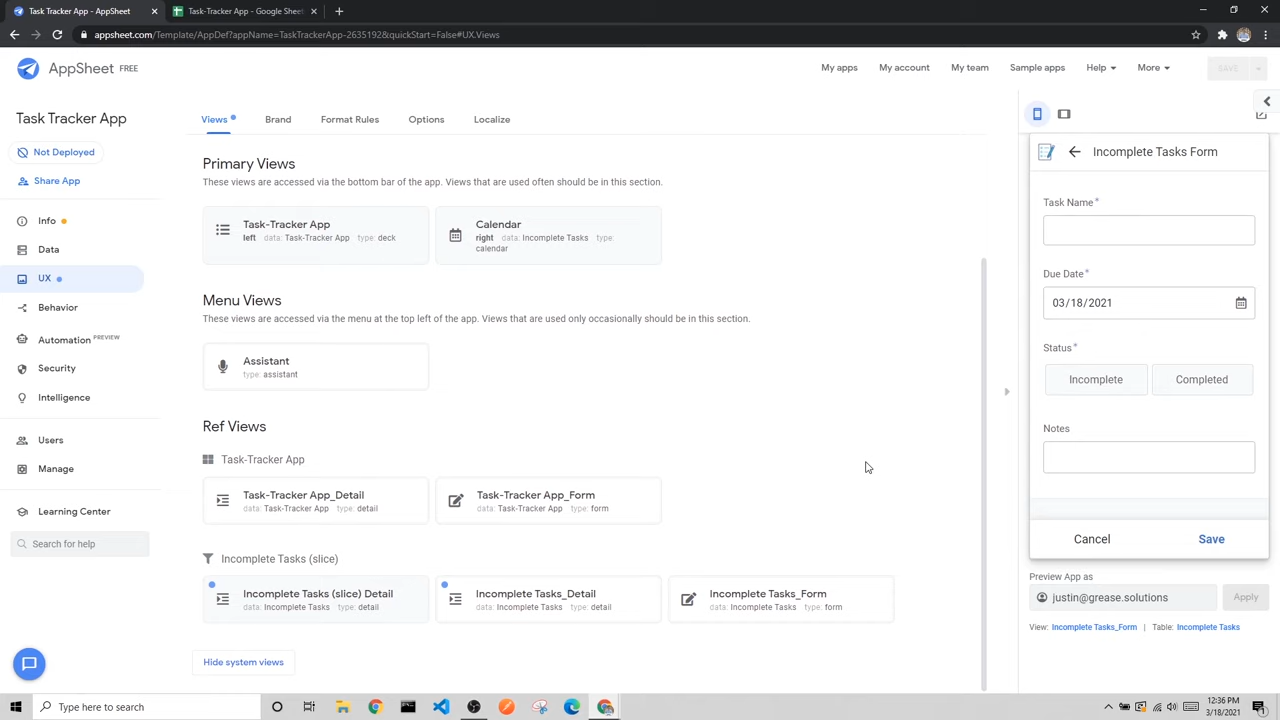 Task Tracker App - AppSheet
Task-Tracker App - Google Sheet
appsheet.com/Template/AppDef?appName=TaskTrackerApp-2635192&quickStart=False#UX.Views
AppSheet FREE
My apps
My account
My team
Sample apps
Help
More
SAVE
Task Tracker App
Not Deployed
Share App
Info
Data
UX
Behavior
Automation PREVIEW
Security
Intelligence
Users
Manage
Learning Center
Search for help
Views
Brand
Format Rules
Options
Localize
Primary Views
These views are accessed via the bottom bar of the app. Views that are used often should be in this section.
Task-Tracker App
left data: Task-Tracker App type: deck
Calendar
right data: Incomplete Tasks type:
calendar
Menu Views
These views are accessed via the menu at the top left of the app. Views that are used only occasionally should be in this section.
Assistant
type: assistant
Ref Views
Task-Tracker App
Task-Tracker App_Detail
data: Task-Tracker App type: detail
Task-Tracker App_Form
data: Task-Tracker App type: form
Incomplete Tasks (slice)
Incomplete Tasks (slice) Detail
data: Incomplete Tasks type: detail
Incomplete Tasks_Detail
data: Incomplete Tasks type: detail
Incomplete Tasks_Form
data: Incomplete Tasks type: form
Hide system views
Incomplete Tasks Form
Task Name*
Due Date*
03/18/2021
Status*
Incomplete
Completed
Notes
Cancel
Save
Preview App as
justin@grease.solutions
Apply
View: Incomplete Tasks_Form | Table: Incomplete Tasks
Type here to search
12:36 PM
3/18/2021